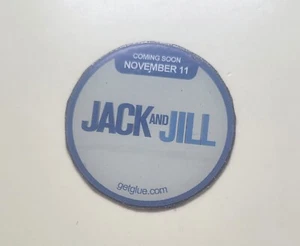 COMING SOON
NOVEMBER 11
JACK AND JILL
getglue.com